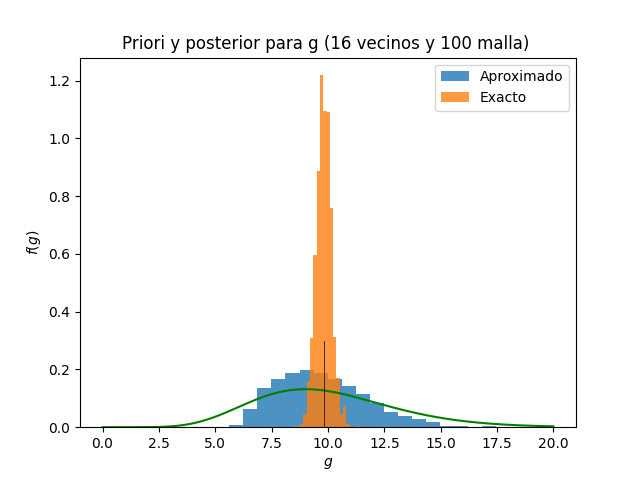 Priori y posterior para g (16 vecinos y 100 malla)
Aproximado
Exacto
1.2
1.0
0.8
0.6
0.4
0.2
0.0
f(g)
0.0 2.5 5.0 7.5 10.0 12.5 15.0 17.5 20.0
g